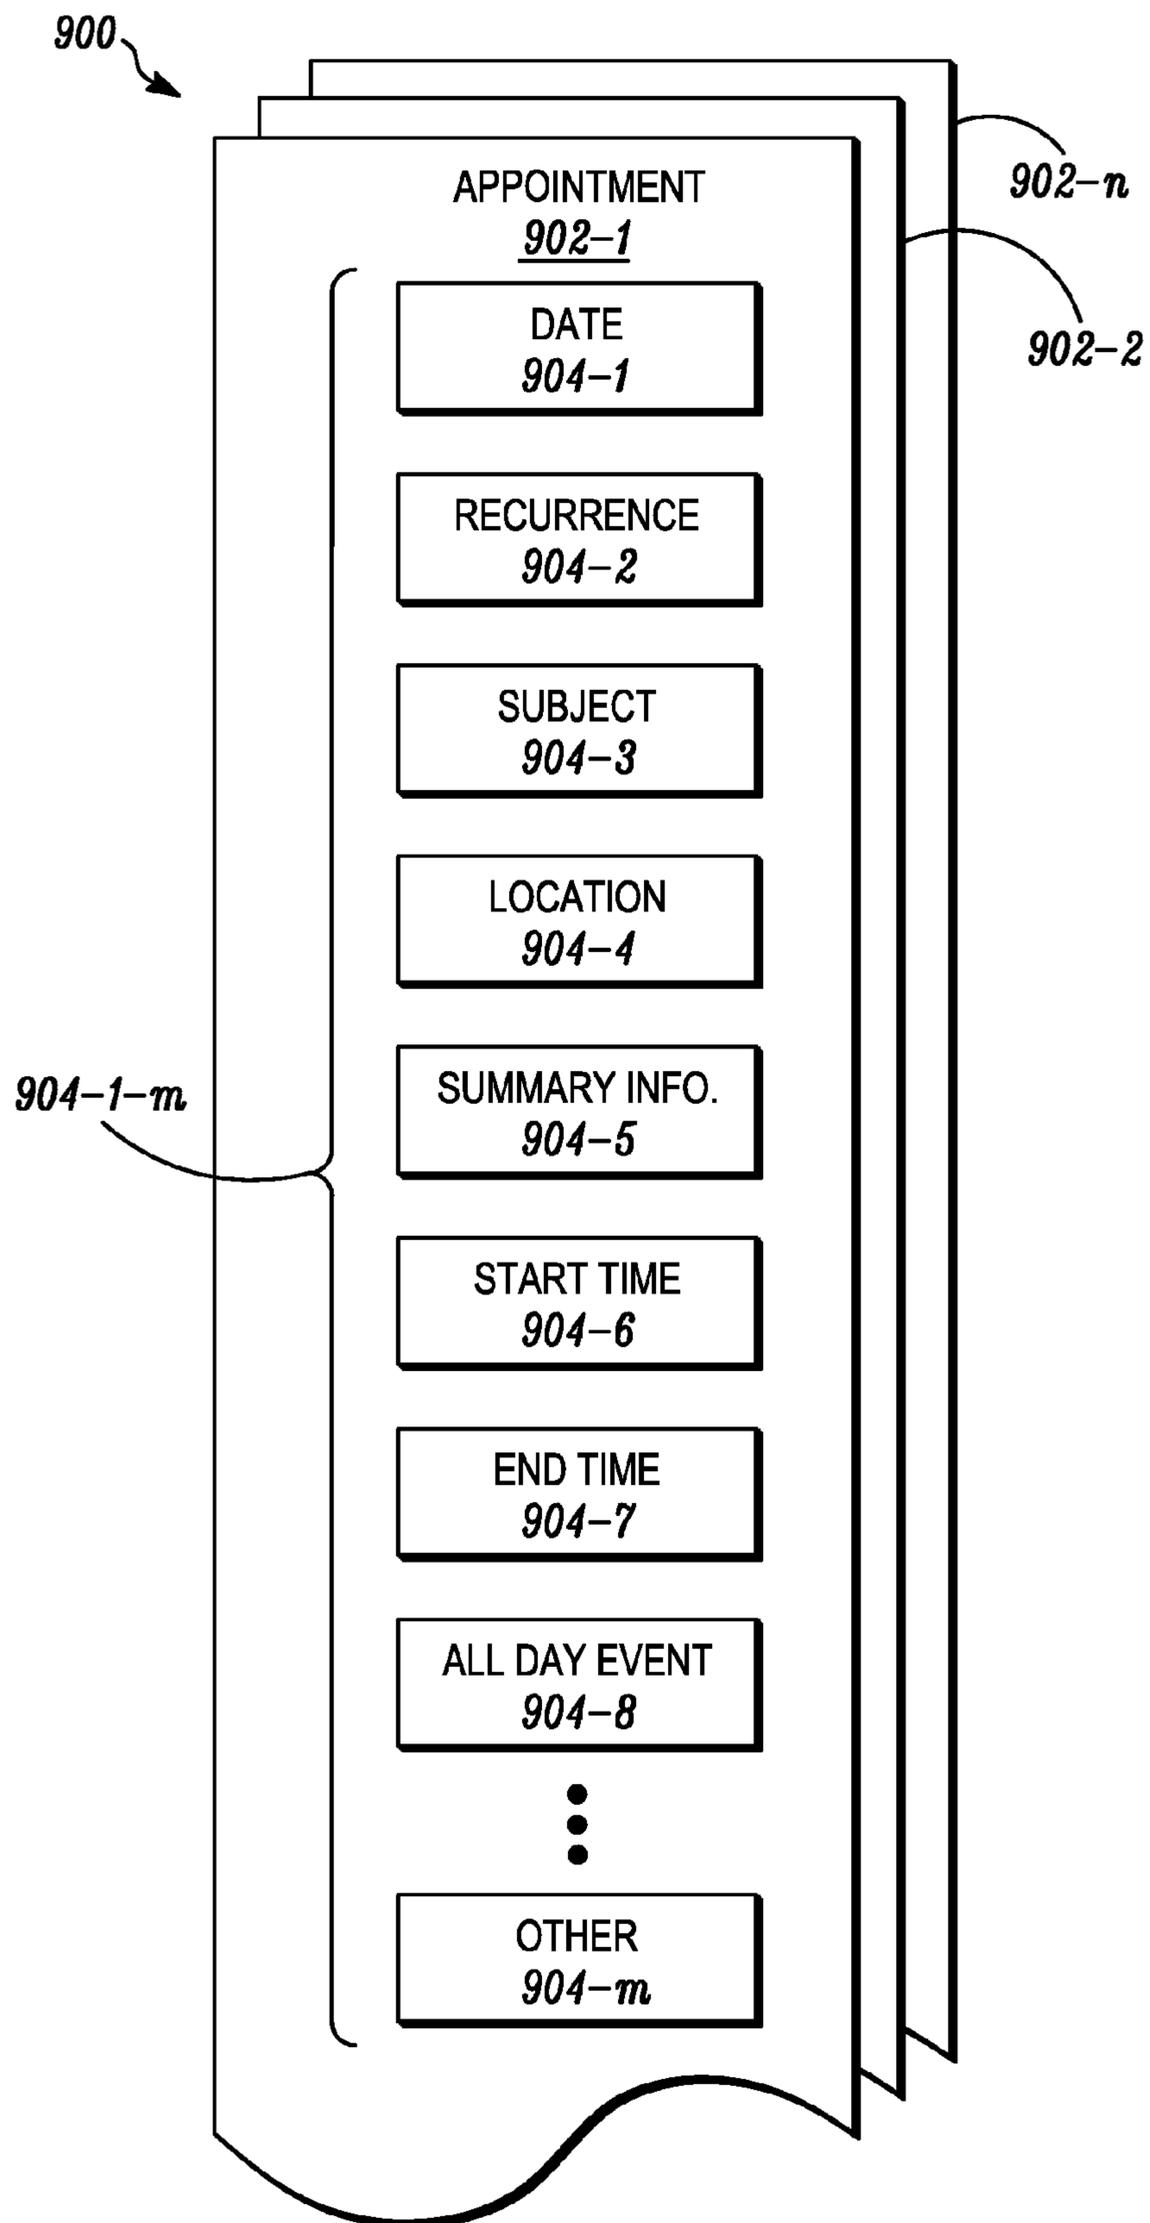 900
902-n
APPOINTMENT
902-1
902-2
DATE
904-1
RECURRENCE
904-2
SUBJECT
904-3
LOCATION
904-4
904-1-m
SUMMARY INFO.
904-5
START TIME
904-6
END TIME
904-7
ALL DAY EVENT
904-8
OTHER
904-m